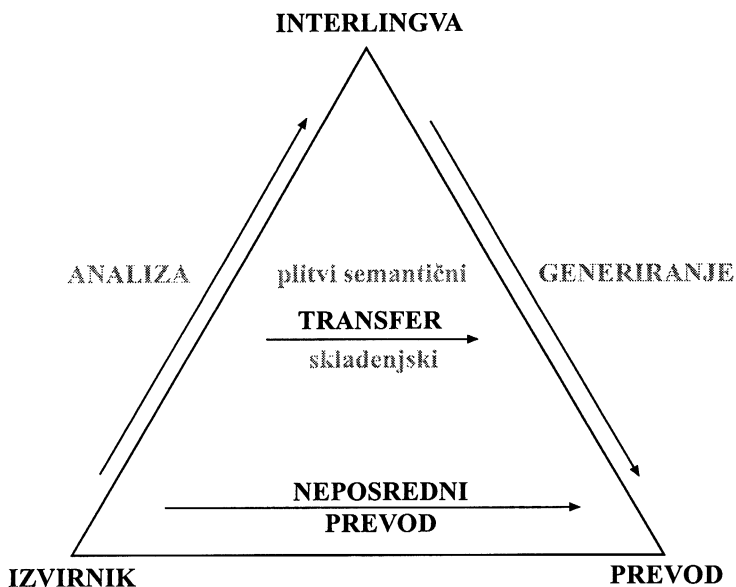 INTERLINGVA
ANALIZA
plitvi semantični
GENERIRANJE
TRANSFER
skladenjski
NEPOSREDNI
PREVOD
IZVIRNIK
PREVOD